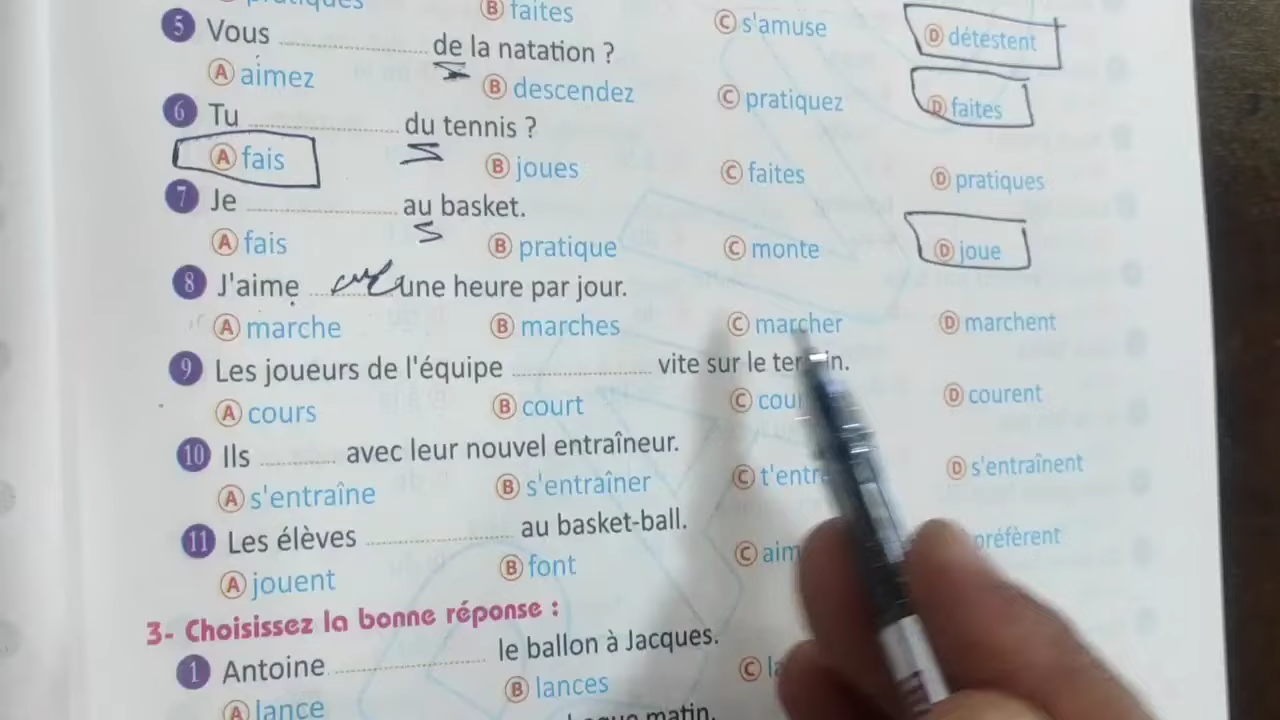 pratiques B faites C s'amuse D détestent
5 Vous ............ de la natation ?
A aimez B descendez C pratiquez D faites
6 Tu ............ du tennis ?
A fais B joues C faites D pratiques
7 Je ............ au basket.
A fais B pratique C monte D joue
8 J'aime ............ une heure par jour.
A marche B marches C marcher D marchent
9 Les joueurs de l'équipe ............ vite sur le
A cours B court C D courent
10 Ils ............ avec leur nouvel entraîneur.
A s'entraîne B s'entraîner C D s'entraînent
11 Les élèves ............ au basket-ball.
A jouent B font C préfèrent
3- Choisissez la bonne réponse :
1 Antoine ............ le ballon à Jacques.
A lance B lances C
matin.